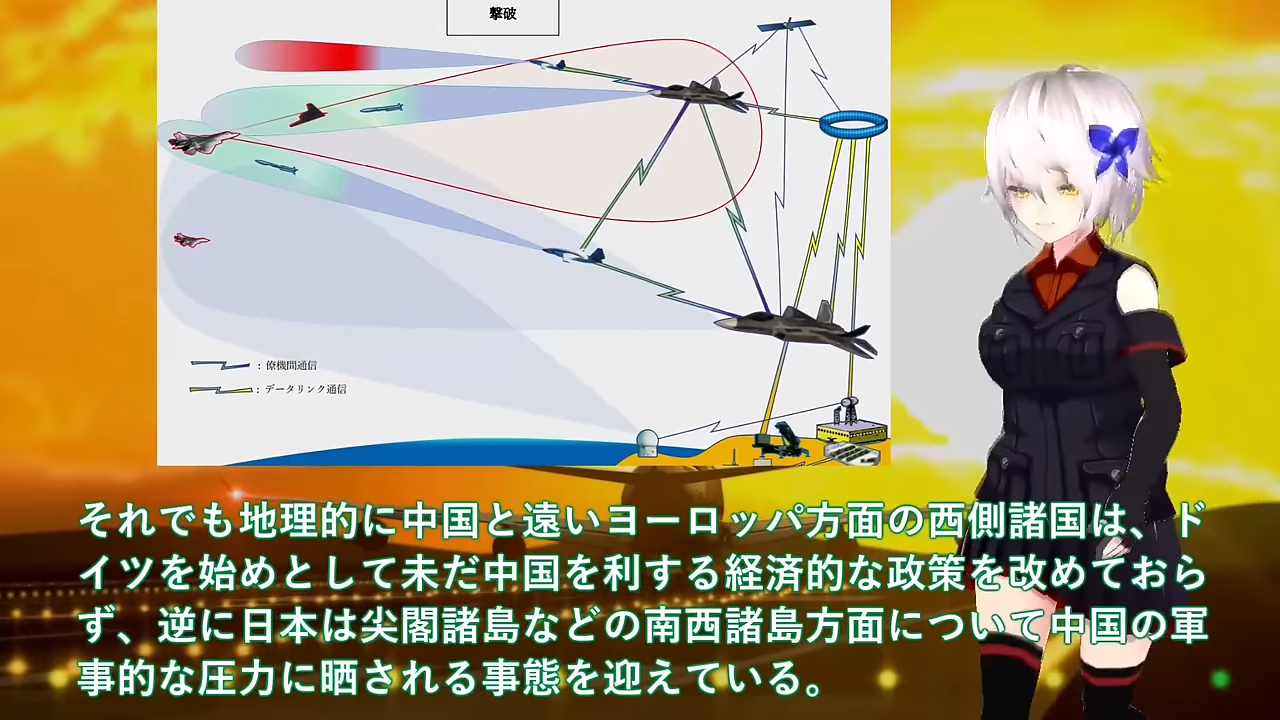 撃破
：僚機間通信
：データリンク通信
それでも地理的に中国と遠いヨーロッパ方面の西側諸国は、ド
イツを始めとして未だ中国を利する経済的な政策を改めておら
ず、逆に日本は尖閣諸島などの南西諸島方面について中国の軍
事的な圧力に晒される事態を迎えている。